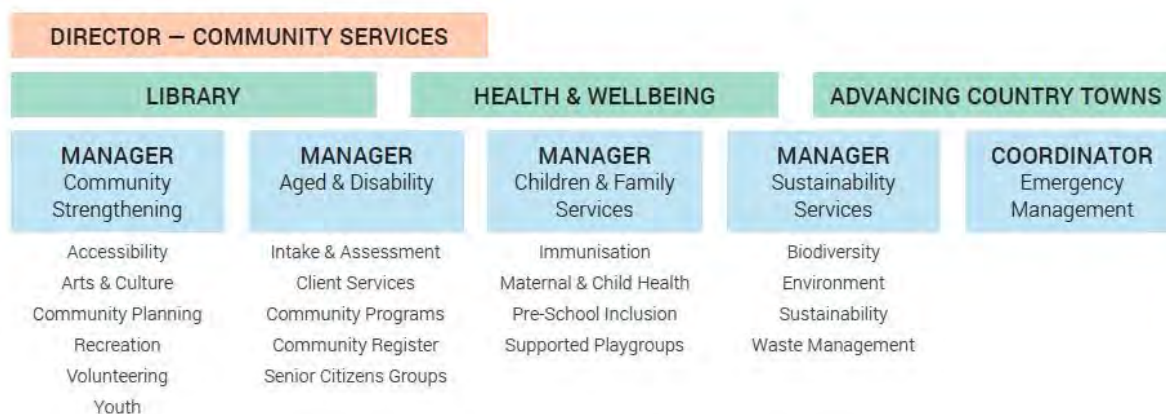 DIRECTOR — COMMUNITY SERVICES
LIBRARY
HEALTH & WELLBEING
ADVANCING COUNTRY TOWNS
MANAGER
Community
Strengthening
Accessibility
Arts & Culture
Community Planning
Recreation
Volunteering
Youth
MANAGER
Aged & Disability
Intake & Assessment
Client Services
Community Programs
Community Register
Senior Citizens Groups
MANAGER
Children & Family
Services
Immunisation
Maternal & Child Health
Pre-School Inclusion
Supported Playgroups
MANAGER
Sustainability
Services
Biodiversity
Environment
Sustainability
Waste Management
COORDINATOR
Emergency
Management